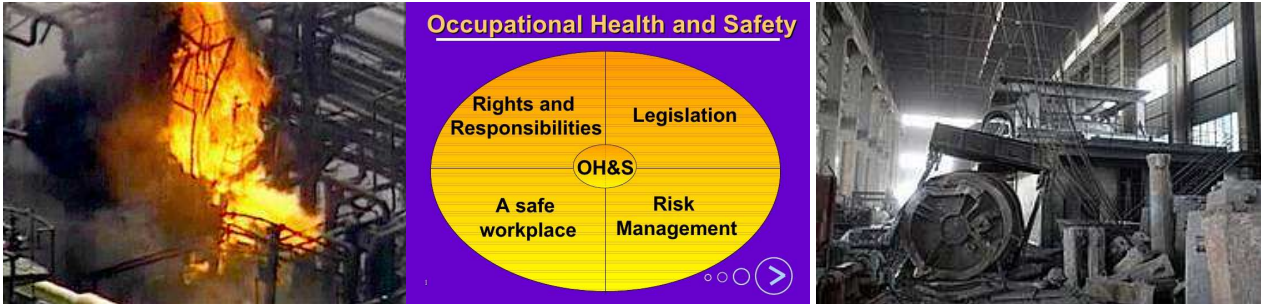 Occupational Health and Safety
Rights and
Responsibilities
Legislation
OH&S
A safe
workplace
Risk
Management
1